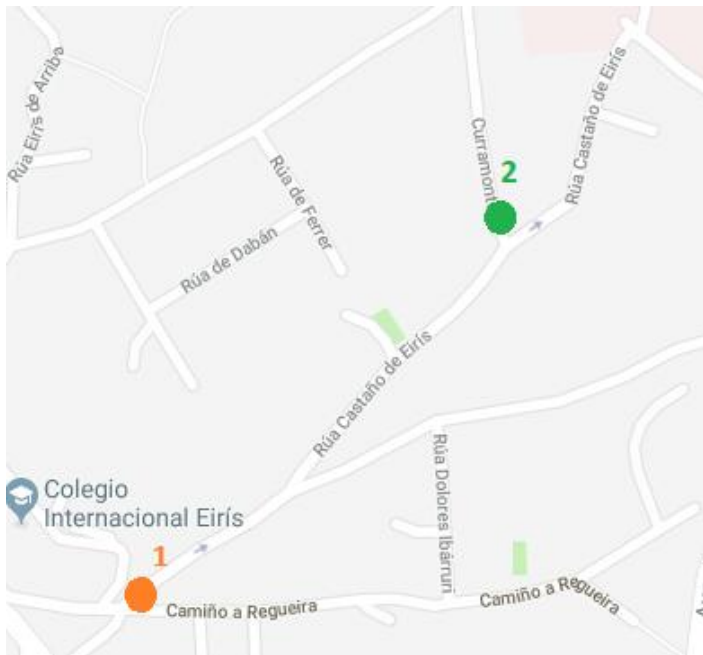 Rúa Eirís de Arriba
Rúa de Ferrer
Rúa de Dabán
Curramont
2
Rúa Castaño de Eirís
Rúa Castaño de Eirís
Rúa Dolores Ibárruri
Colegio
Internacional Eirís
1
Camiño a Regueira
Camiño a Regueira